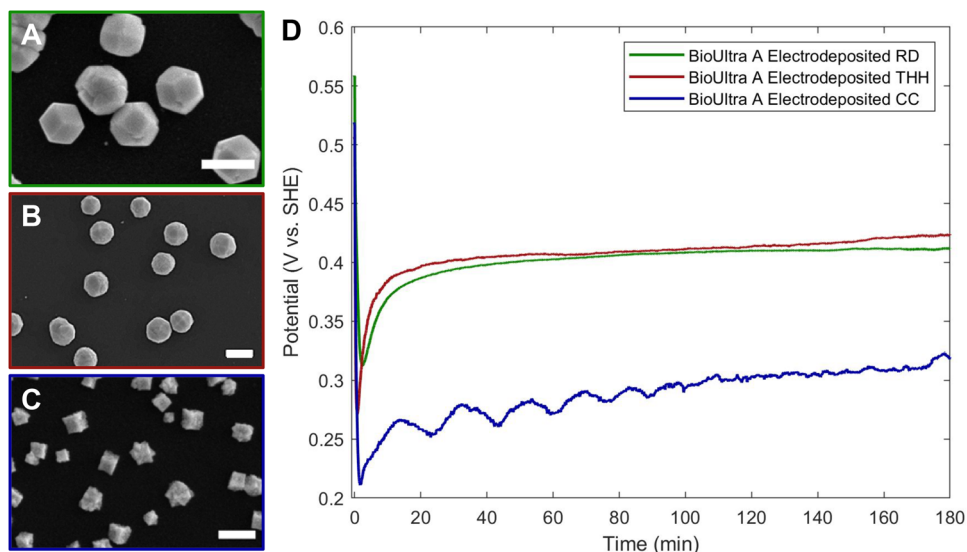 A
B
C
D
BioUltra A Electrodeposited RD
BioUltra A Electrodeposited THH
BioUltra A Electrodeposited CC
Potential (V vs. SHE)
0.6
0.55
0.5
0.45
0.4
0.35
0.3
0.25
0.2
0 20 40 60 80 100 120 140 160 180
Time (min)